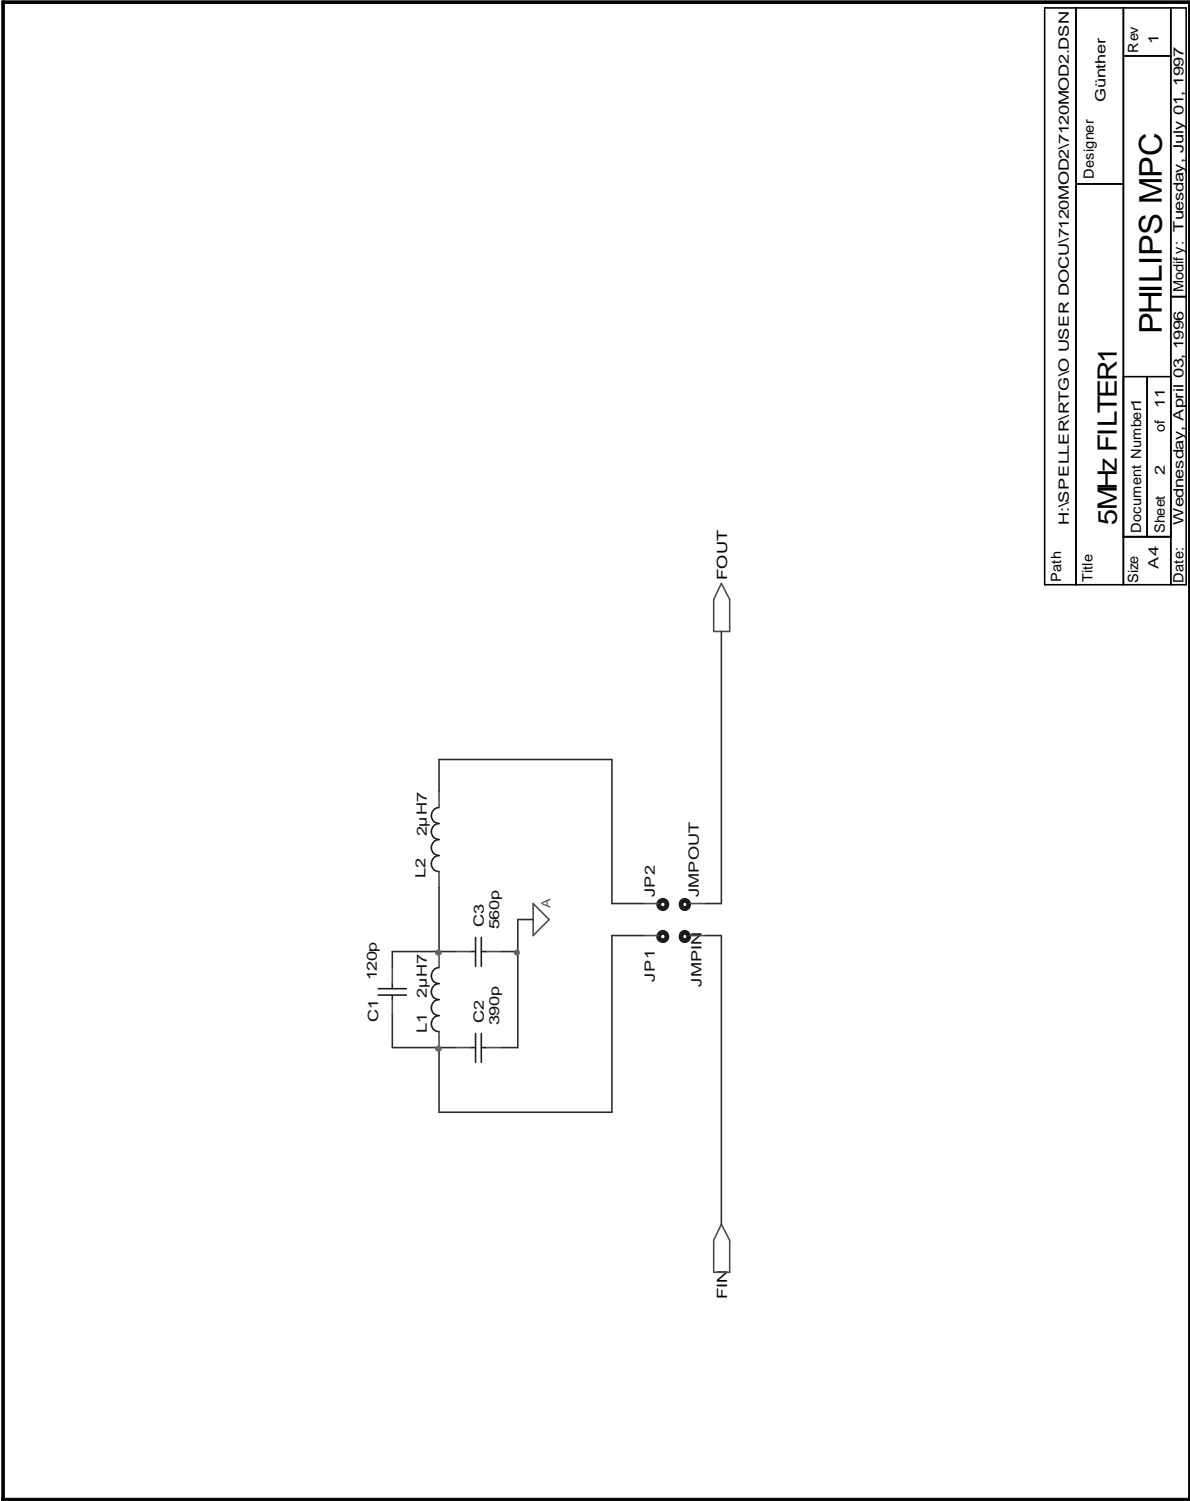 C1 120p
L1 2µH7
L2 2µH7
C2
390p
C3
560p
A
JP1
JP2
JMPIN
JMPOUT
FIN
FOUT
Path H:\SPELLER\RTG\O USER DOCU\7120MOD2\7120MOD2.DSN
Title
5MHz FILTER1
Designer Günther
Size
A4
Document Number1
Sheet 2 of 11
PHILIPS MPC
Rev
1
Date: Wednesday, April 03, 1996 Modify: Tuesday, July 01, 1997